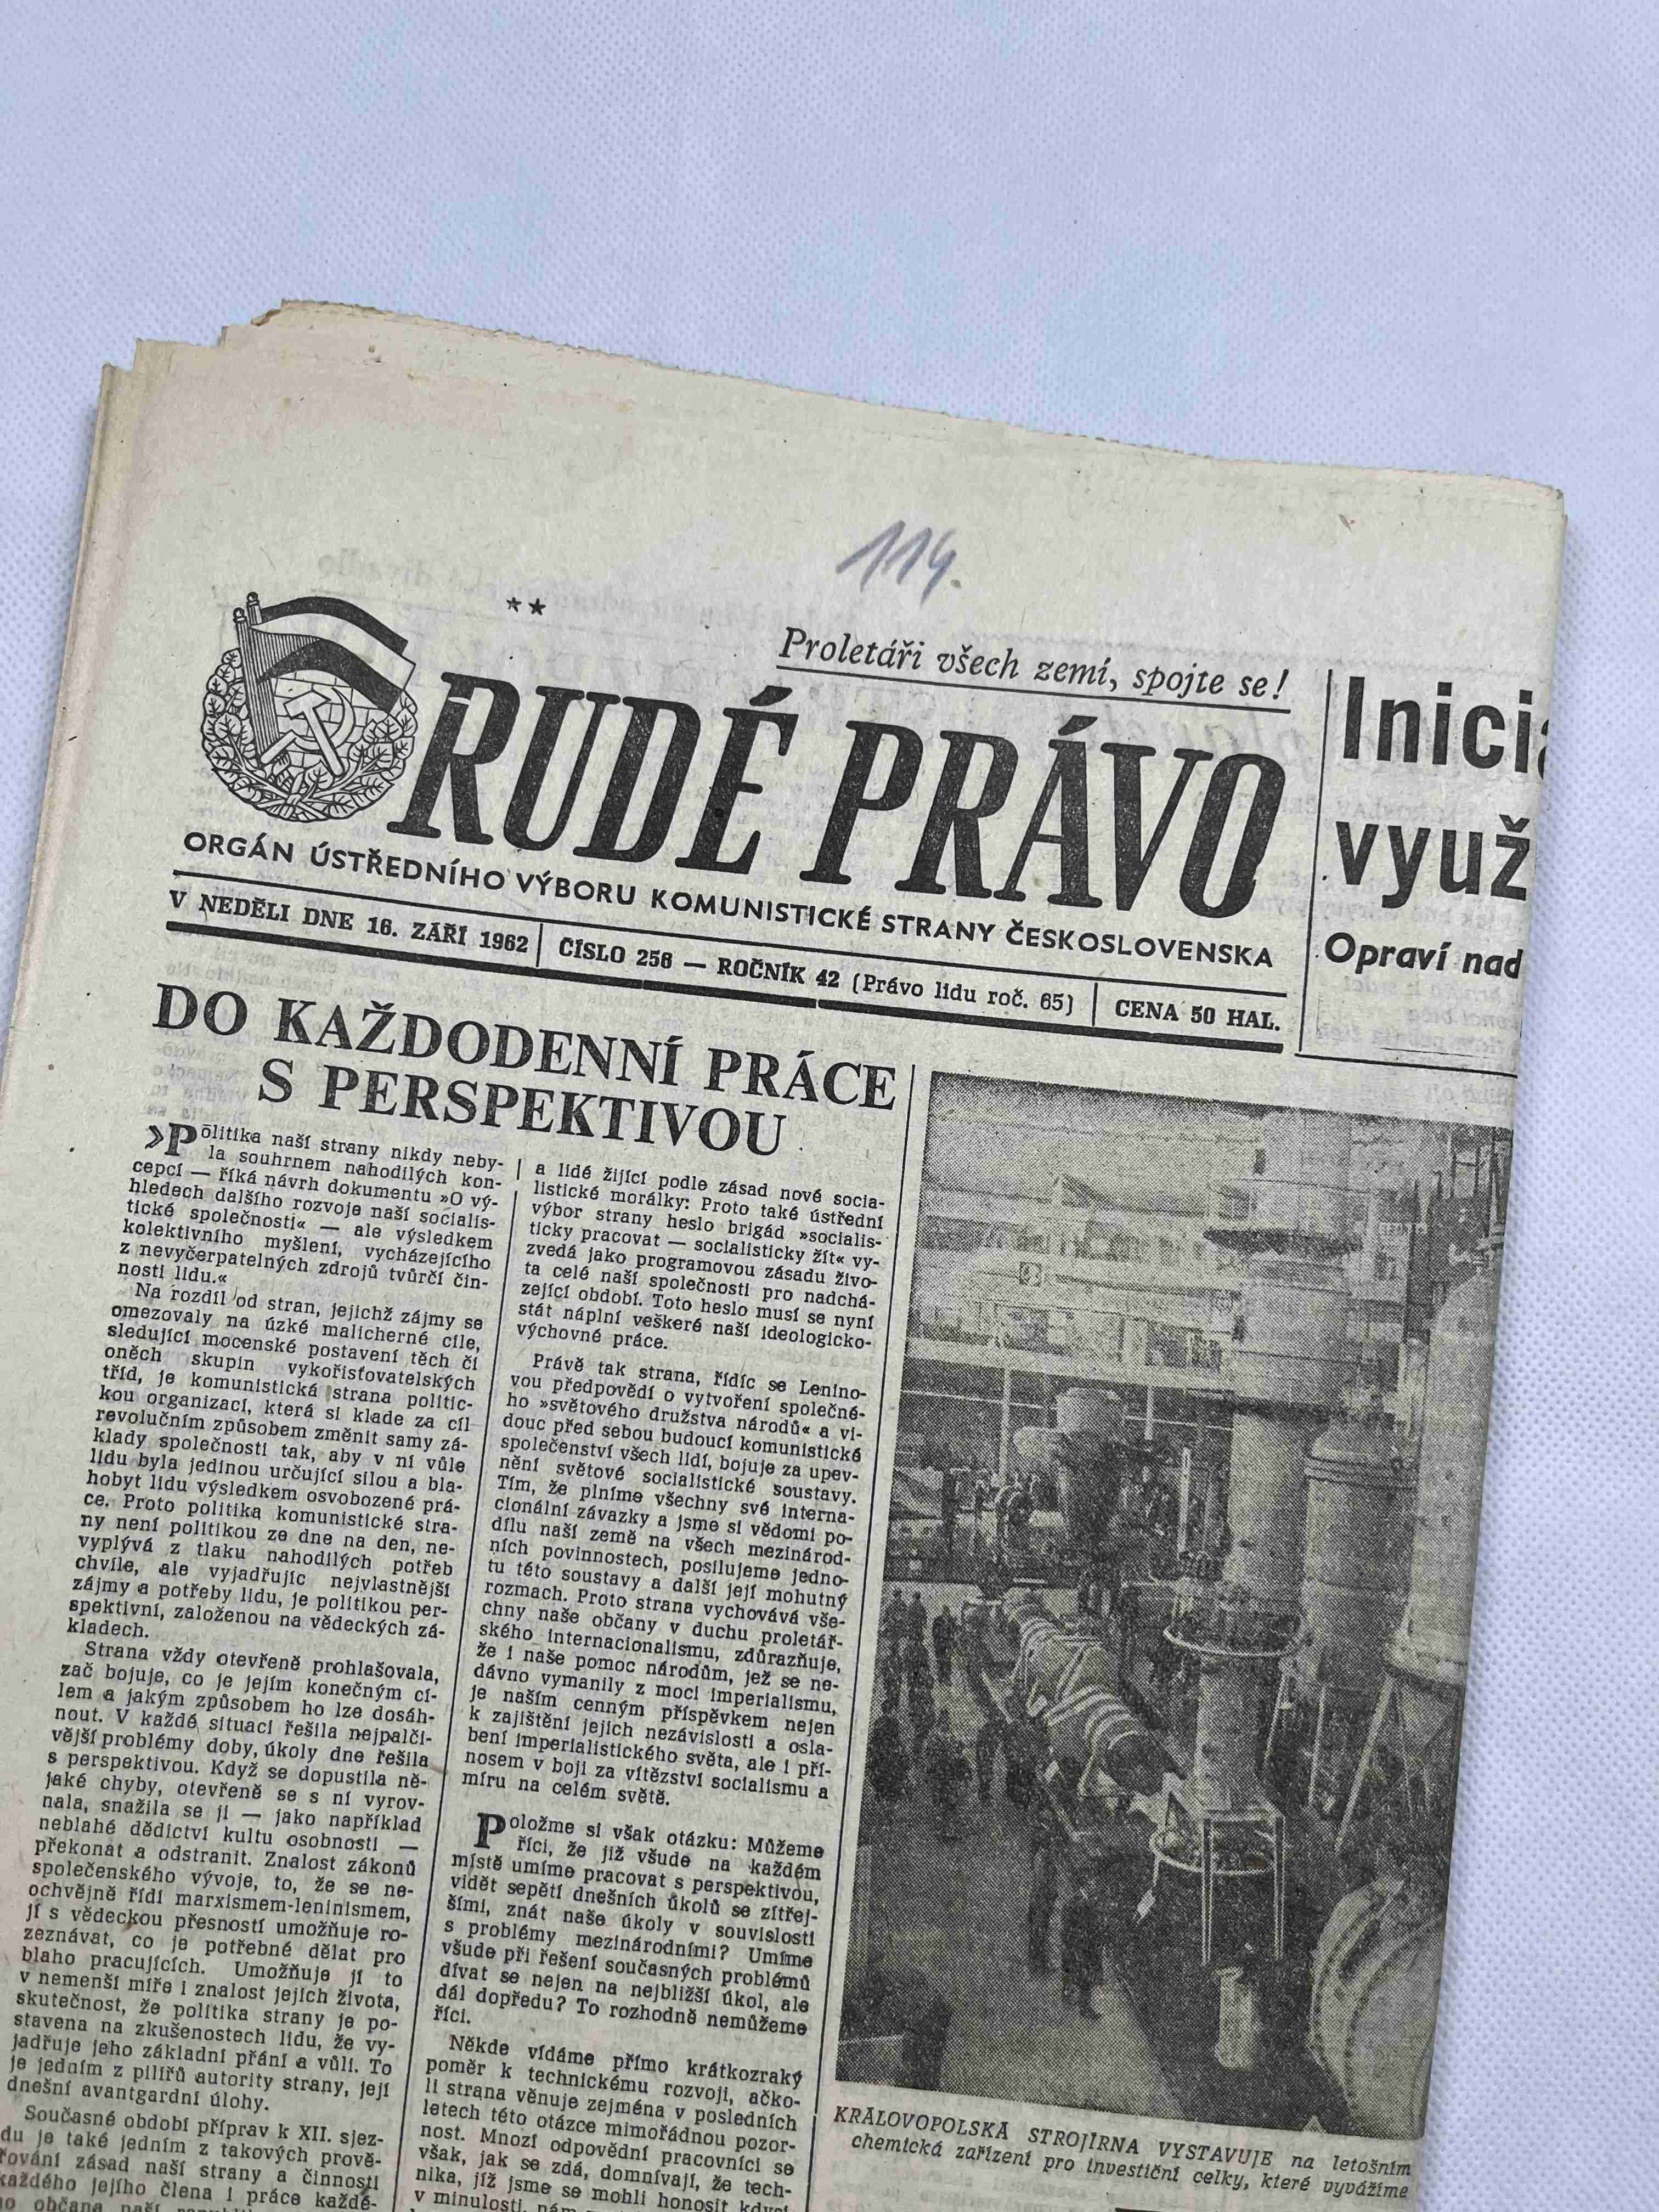 114.
**
Proletáři všech zemí, spojte se!
RUDÉ PRÁVO
ORGÁN ÚSTŘEDNÍHO VÝBORU KOMUNISTICKÉ STRANY ČESKOSLOVENSKA
V NEDĚLI DNE 16. ZÁŘÍ 1962
ČÍSLO 256 — ROČNÍK 42 (Právo lidu roč. 65)
CENA 50 HAL.
Inici
využ
Opraví nad
DO KAŽDODENNÍ PRÁCE
S PERSPEKTIVOU
»Politika naší strany nikdy neby-
la souhrnem nahodilých kon-
cepcí — říká návrh dokumentu »O vý-
hledech dalšího rozvoje naší socialis-
tické společnosti« — ale výsledkem
kolektivního myšlení, vycházejícího
z nevyčerpatelných zdrojů tvůrčí čin-
nosti lidu.«
Na rozdíl od stran, jejichž zájmy se
omezovaly na úzké malicherné cíle,
sledující mocenské postavení těch či
oněch skupin vykořisťovatelských
tříd, je komunistická strana politic-
kou organizací, která si klade za cíl
revolučním způsobem změnit samy zá-
klady společnosti tak, aby v ní vůle
lidu byla jedinou určující silou a bla-
hobyt lidu výsledkem osvobozené prá-
ce. Proto politika komunistické stra-
ny není politikou ze dne na den, ne-
vyplývá z tlaku nahodilých potřeb
chvíle, ale vyjadřujíc nejvlastnější
zájmy a potřeby lidu, je politikou per-
spektivní, založenou na vědeckých zá-
kladech.
Strana vždy otevřeně prohlašovala,
zač bojuje, co je jejím konečným cí-
lem a jakým způsobem ho lze dosáh-
nout. V každé situaci řešila nejpalči-
vější problémy doby, úkoly dne řešila
s perspektivou. Když se dopustila ně-
jaké chyby, otevřeně se s ní vyrov-
nala, snažila se ji — jako například
neblahé dědictví kultu osobnosti —
překonat a odstranit. Znalost zákonů
společenského vývoje, to, že se ne-
ochvějně řídí marxismem-leninismem,
jí s vědeckou přesností umožňuje ro-
zeznávat, co je potřebné dělat pro
blaho pracujících. Umožňuje jí to
v nemenší míře i znalost jejich života,
skutečnost, že politika strany je po-
stavena na zkušenostech lidu, že vy-
jadřuje jeho základní přání a vůli. To
je jedním z pilířů autority strany, její
dnešní avantgardní úlohy.
Současné období příprav k XII. sjez-
du je také jedním z takových prově-
řování zásad naší strany a činnosti
každého jejího člena i práce každé-
ho občana naší
a lidé žijící podle zásad nové socia-
listické morálky: Proto také ústřední
výbor strany heslo brigád »socialis-
ticky pracovat — socialisticky žít« vy-
zvedá jako programovou zásadu živo-
ta celé naší společnosti pro nadchá-
zející období. Toto heslo musí se nyní
stát náplní veškeré naší ideologicko-
výchovné práce.
Právě tak strana, řídíc se Lenino-
vou předpovědí o vytvoření společné-
ho »světového družstva národů« a vi-
douc před sebou budoucí komunistické
společenství všech lidí, bojuje za upev-
nění světové socialistické soustavy.
Tím, že plníme všechny své interna-
cionální závazky a jsme si vědomi po-
dílu naší země na všech mezinárod-
ních povinnostech, posilujeme jedno-
tu této soustavy a další její mohutný
rozmach. Proto strana vychovává vše-
chny naše občany v duchu proletář-
ského internacionalismu, zdůrazňuje,
že i naše pomoc národům, jež se ne-
dávno vymanily z moci imperialismu,
je naším cenným příspěvkem nejen
k zajištění jejich nezávislosti a osla-
bení imperialistického světa, ale i pří-
nosem v boji za vítězství socialismu a
míru na celém světě.
Položme si však otázku: Můžeme
říci, že již všude na každém
místě umíme pracovat s perspektivou,
vidět sepětí dnešních úkolů se zítřej-
šími, znát naše úkoly v souvislosti
s problémy mezinárodními? Umíme
všude při řešení současných problémů
dívat se nejen na nejbližší úkol, ale
dál dopředu? To rozhodně nemůžeme
říci.
Někde vídáme přímo krátkozraký
poměr k technickému rozvoji, ačko-
li strana věnuje zejména v posledních
letech této otázce mimořádnou pozor-
nost. Mnozí odpovědní pracovníci se
však, jak se zdá, domnívají, že tech-
nika, jíž jsme se mohli honosit kdysi
v minulosti, nám
KRÁLOVOPOLSKÁ STROJÍRNA VYSTAVUJE na letošním
chemická zařízení pro investiční celky, které vyvážíme